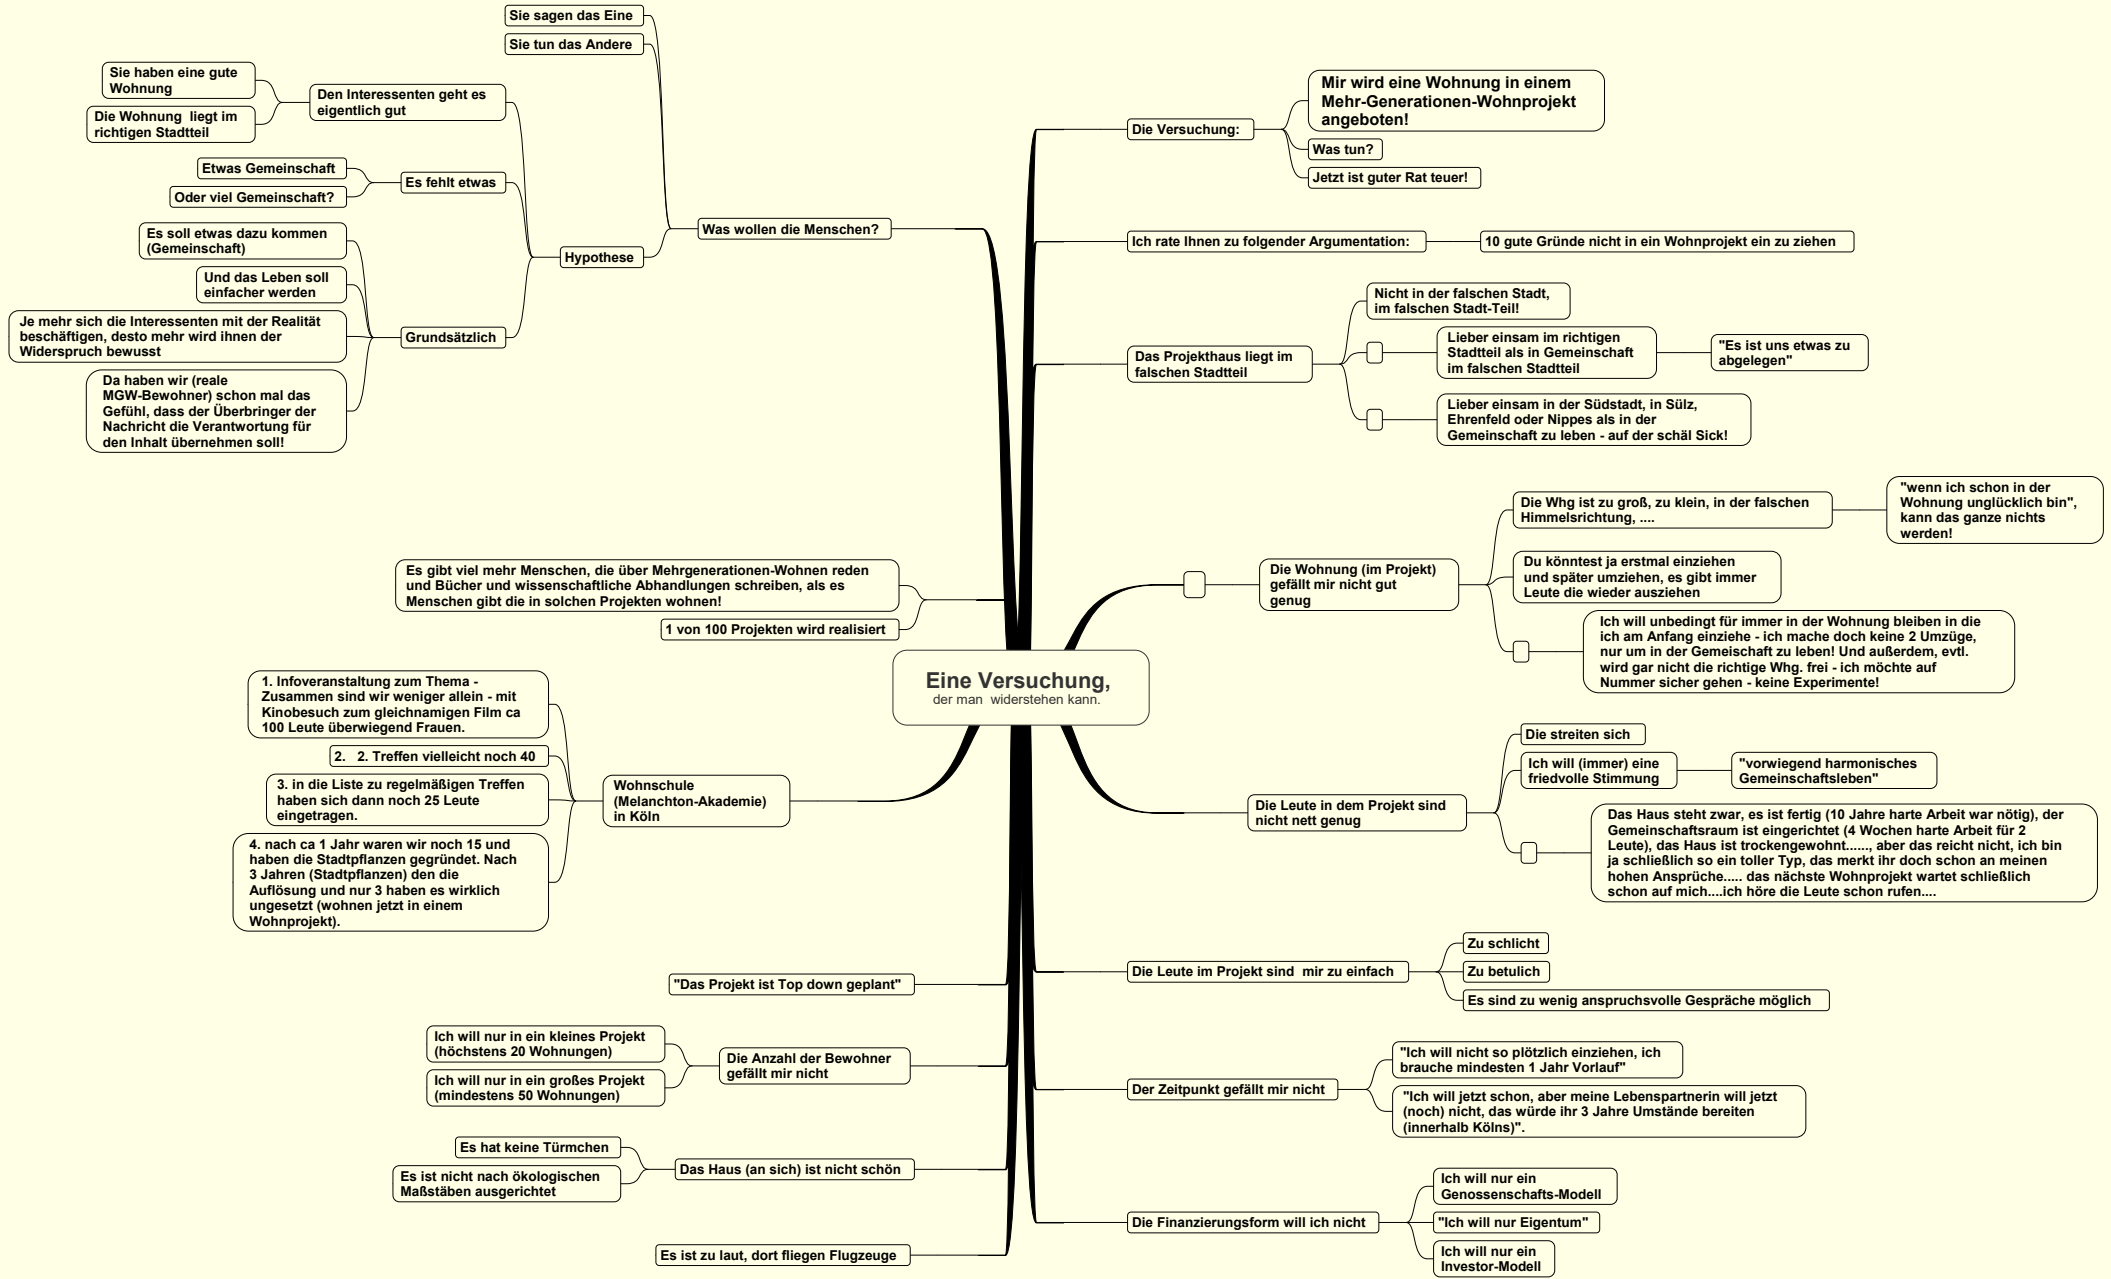 Eine Versuchung,
der man  widerstehen kann.
Die Versuchung:
Mir wird eine Wohnung in einem
Mehr-Generationen-Wohnprojekt
angeboten!
Was tun?
Jetzt ist guter Rat teuer!
Ich rate Ihnen zu folgender Argumentation:
10 gute Gründe nicht in ein Wohnprojekt ein zu ziehen
Das Projekthaus liegt im
falschen Stadtteil
Nicht in der falschen Stadt,
im falschen Stadt-Teil!
Lieber einsam im richtigen
Stadtteil als in Gemeinschaft
im falschen Stadtteil
"Es ist uns etwas zu
abgelegen"
Lieber einsam in der Südstadt, in Sülz,
Ehrenfeld oder Nippes als in der
Gemeinschaft zu leben - auf der schäl Sick!
Die Wohnung (im Projekt)
gefällt mir nicht gut
genug
Die Whg ist zu groß, zu klein, in der falschen
Himmelsrichtung, ....
"wenn ich schon in der
Wohnung unglücklich bin",
kann das ganze nichts
werden!
Du könntest ja erstmal einziehen
und später umziehen, es gibt immer
Leute die wieder ausziehen
Ich will unbedingt für immer in der Wohnung bleiben in die
ich am Anfang einziehe - ich mache doch keine 2 Umzüge,
nur um in der Gemeischaft zu leben! Und außerdem, evtl.
wird gar nicht die richtige Whg. frei - ich möchte auf
Nummer sicher gehen - keine Experimente!
Die Leute in dem Projekt sind
nicht nett genug
Die streiten sich
Ich will (immer) eine
friedvolle Stimmung
"vorwiegend harmonisches
Gemeinschaftsleben"
Das Haus steht zwar, es ist fertig (10 Jahre harte Arbeit war nötig), der
Gemeinschaftsraum ist eingerichtet (4 Wochen harte Arbeit für 2
Leute), das Haus ist trockengewohnt......, aber das reicht nicht, ich bin
ja schließlich so ein toller Typ, das merkt ihr doch schon an meinen
hohen Ansprüche..... das nächste Wohnprojekt wartet schließlich
schon auf mich....ich höre die Leute schon rufen....
Die Leute im Projekt sind  mir zu einfach
Zu schlicht
Zu betulich
Es sind zu wenig anspruchsvolle Gespräche möglich
Der Zeitpunkt gefällt mir nicht
"Ich will nicht so plötzlich einziehen, ich
brauche mindesten 1 Jahr Vorlauf"
"Ich will jetzt schon, aber meine Lebenspartnerin will jetzt
(noch) nicht, das würde ihr 3 Jahre Umstände bereiten
(innerhalb Kölns)".
Die Finanzierungsform will ich nicht
Ich will nur ein
Genossenschafts-Modell
"Ich will nur Eigentum"
Ich will nur ein
Investor-Modell
Was wollen die Menschen?
Sie sagen das Eine
Sie tun das Andere
Hypothese
Den Interessenten geht es
eigentlich gut
Sie haben eine gute
Wohnung
Die Wohnung  liegt im
richtigen Stadtteil
Es fehlt etwas
Etwas Gemeinschaft
Oder viel Gemeinschaft?
Grundsätzlich
Es soll etwas dazu kommen
(Gemeinschaft)
Und das Leben soll
einfacher werden
Je mehr sich die Interessenten mit der Realität
beschäftigen, desto mehr wird ihnen der
Widerspruch bewusst
Da haben wir (reale
MGW-Bewohner) schon mal das
Gefühl, dass der Überbringer der
Nachricht die Verantwortung für
den Inhalt übernehmen soll!
Es gibt viel mehr Menschen, die über Mehrgenerationen-Wohnen reden
und Bücher und wissenschaftliche Abhandlungen schreiben, als es
Menschen gibt die in solchen Projekten wohnen!
1 von 100 Projekten wird realisiert
Wohnschule
(Melanchton-Akademie)
in Köln
1. Infoveranstaltung zum Thema -
Zusammen sind wir weniger allein - mit
Kinobesuch zum gleichnamigen Film ca
100 Leute überwiegend Frauen.
2.   2. Treffen vielleicht noch 40
3. in die Liste zu regelmäßigen Treffen
haben sich dann noch 25 Leute
eingetragen.
4. nach ca 1 Jahr waren wir noch 15 und
haben die Stadtpflanzen gegründet. Nach
3 Jahren (Stadtpflanzen) den die
Auflösung und nur 3 haben es wirklich
ungesetzt (wohnen jetzt in einem
Wohnprojekt).
"Das Projekt ist Top down geplant"
Die Anzahl der Bewohner
gefällt mir nicht
Ich will nur in ein kleines Projekt
(höchstens 20 Wohnungen)
Ich will nur in ein großes Projekt
(mindestens 50 Wohnungen)
Das Haus (an sich) ist nicht schön
Es hat keine Türmchen
Es ist nicht nach ökologischen
Maßstäben ausgerichtet
Es ist zu laut, dort fliegen Flugzeuge